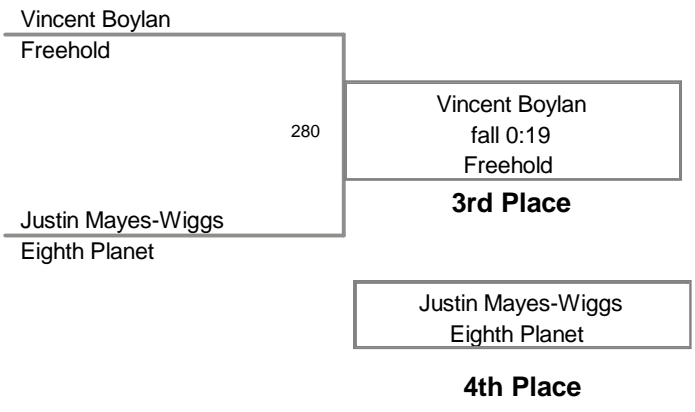 Vincent Boylan
Freehold
280
Vincent Boylan
fall 0:19
Freehold
3rd Place
Justin Mayes-Wiggs
Eighth Planet
Justin Mayes-Wiggs
Eighth Planet
4th Place